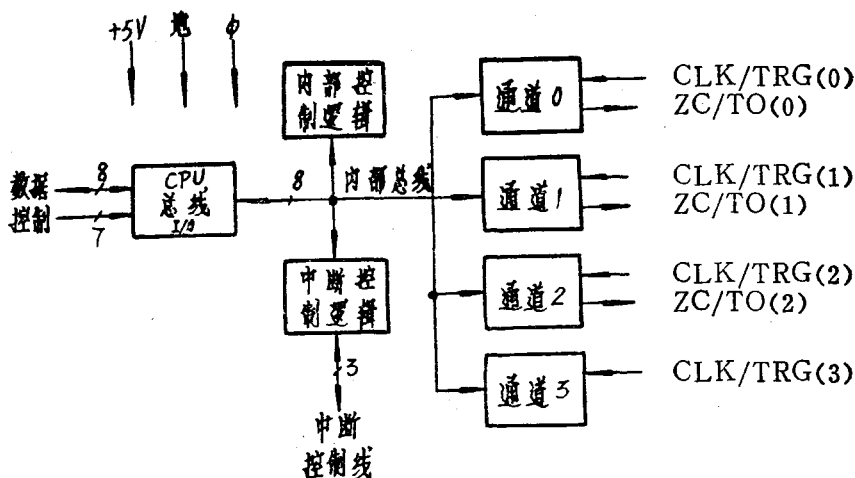 +5V 地 φ
内部控
制逻辑
通道0
CLK/TRG(0)
ZC/TO(0)
数据
控制
8
7
CPU
总线
I/O
8
内部总线
通道1
CLK/TRG(1)
ZC/TO(1)
中断控
制逻辑
通道2
CLK/TRG(2)
ZC/TO(2)
3
通道3
CLK/TRG(3)
中断
控制线